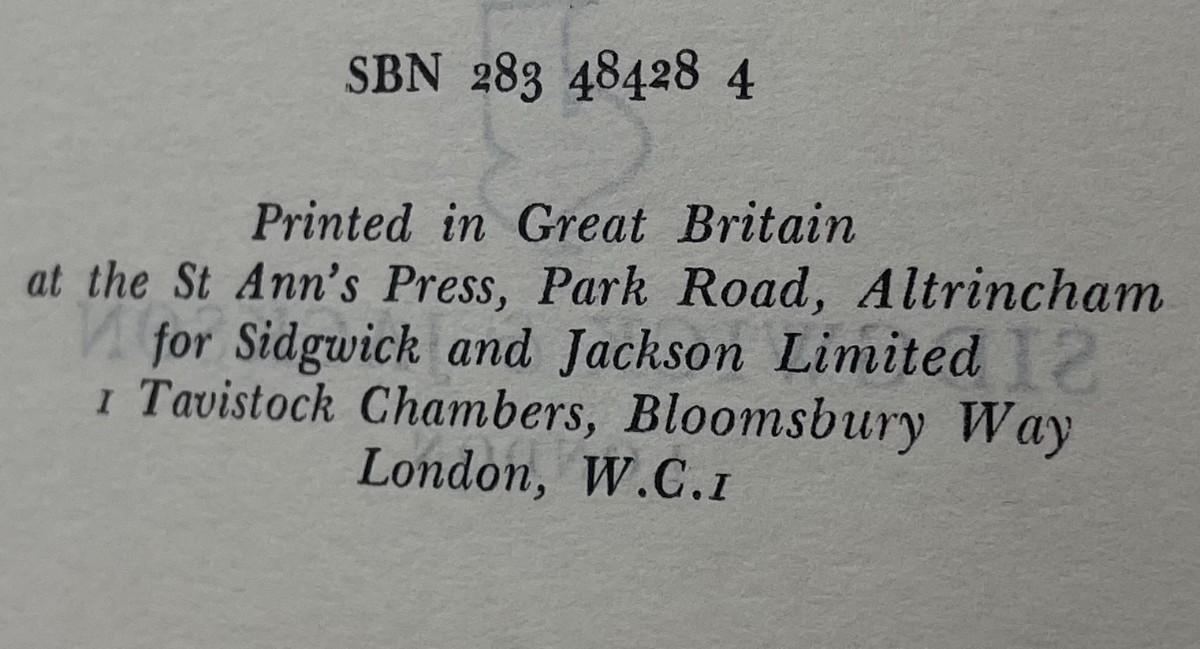 SBN 283 48428 4
Printed in Great Britain
at the St Ann's Press, Park Road, Altrincham
for Sidgwick and Jackson Limited
1 Tavistock Chambers, Bloomsbury Way
London, W.C.1